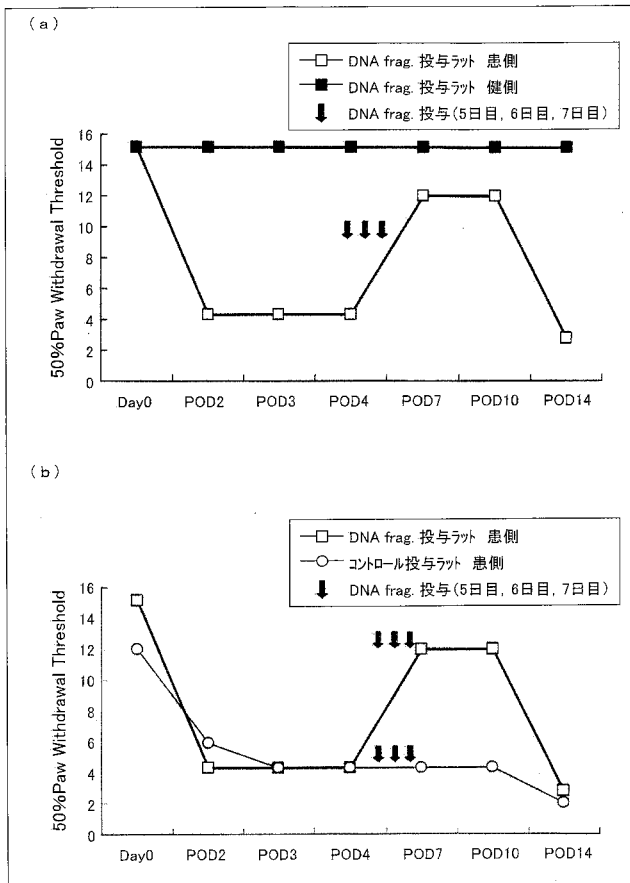 (a)
DNA frag. 投与ラット 患側
DNA frag. 投与ラット 健側
DNA frag. 投与(5日目, 6日目, 7日目)
50%Paw Withdrawal Threshold
16
14
12
10
8
6
4
2
0
Day0 POD2 POD3 POD4 POD7 POD10 POD14
(b)
DNA frag. 投与ラット 患側
コントロール投与ラット 患側
DNA frag. 投与(5日目, 6日目, 7日目)
50%Paw Withdrawal Threshold
16
14
12
10
8
6
4
2
0
Day0 POD2 POD3 POD4 POD7 POD10 POD14